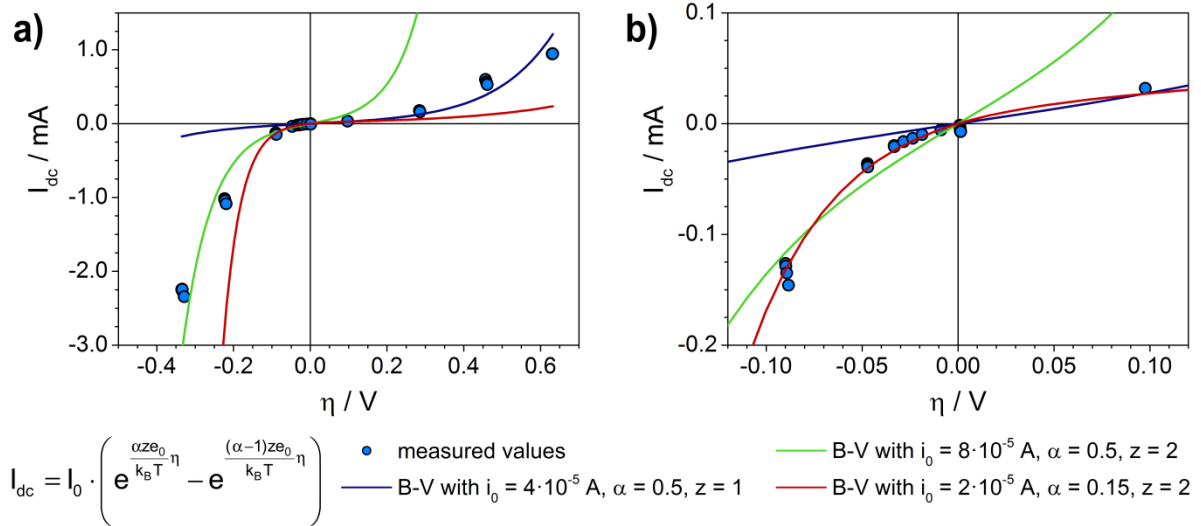 a)
b)
I_dc / mA
1.0
0.0
-1.0
-2.0
-3.0
-0.4 -0.2 0.0 0.2 0.4 0.6
η / V
I_dc / mA
0.1
0.0
-0.1
-0.2
-0.10 -0.05 0.00 0.05 0.10
η / V
I_dc = I_0 · ( e^{(αze_0 / k_BT) η} − e^{((α−1)ze_0 / k_BT) η} )
measured values
B-V with i_0 = 4·10^-5 A, α = 0.5, z = 1
B-V with i_0 = 8·10^-5 A, α = 0.5, z = 2
B-V with i_0 = 2·10^-5 A, α = 0.15, z = 2